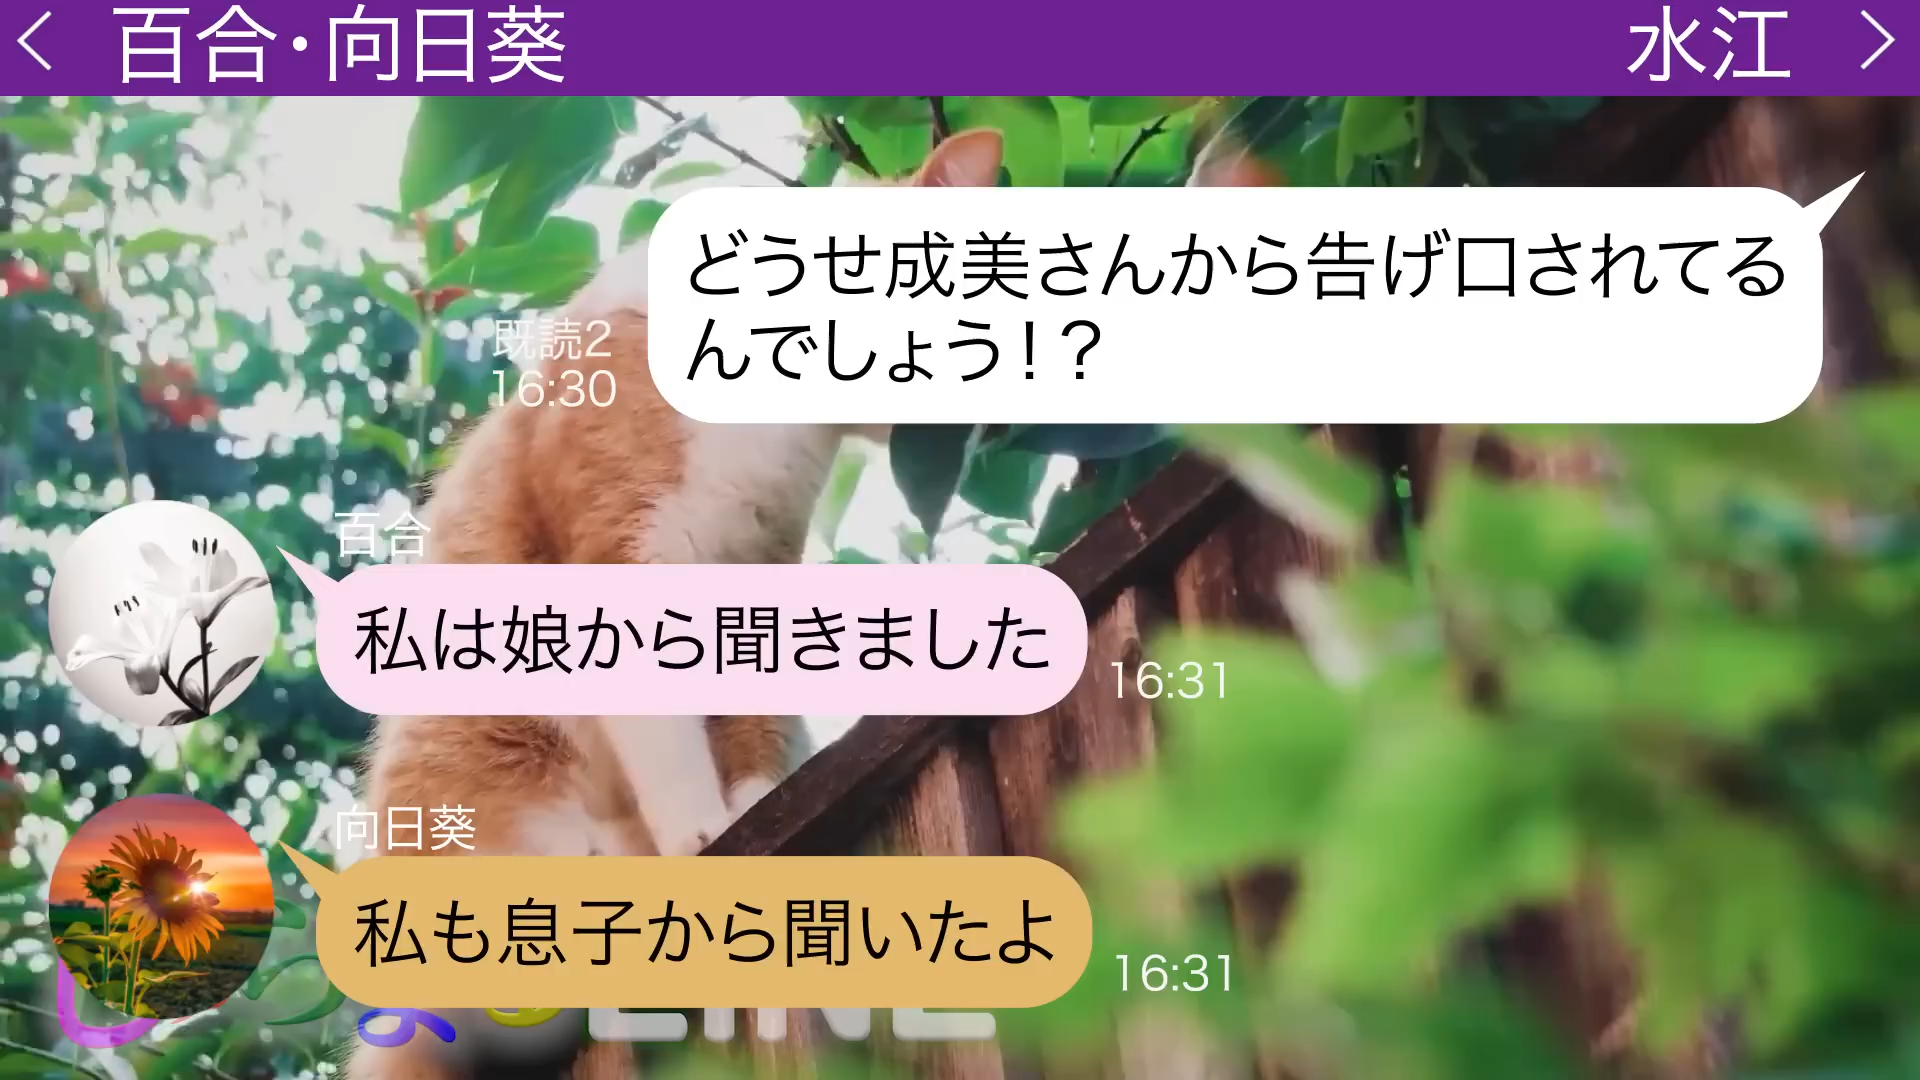 百合・向日葵
水江
どうせ成美さんから告げ口されてる
んでしょう！？
既読2
16:30
百合
私は娘から聞きました
16:31
向日葵
私も息子から聞いたよ
16:31
LINE